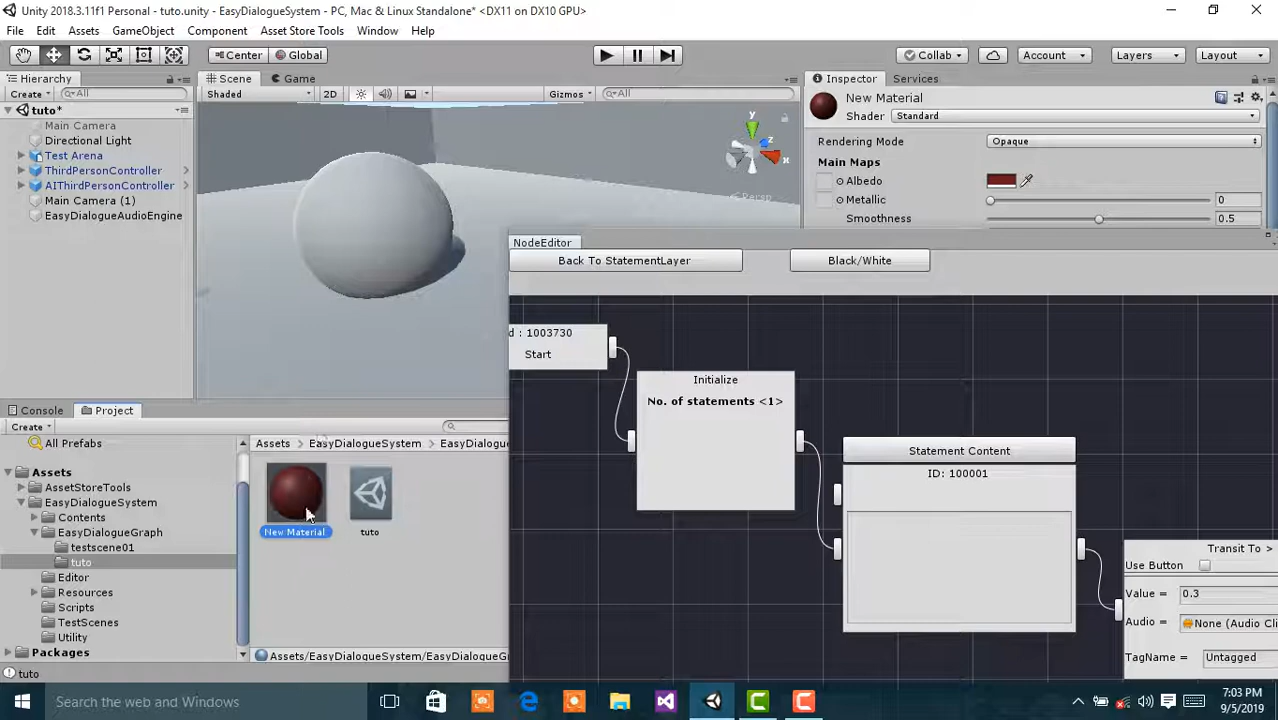 Unity 2018.3.11f1 Personal - tuto.unity - EasyDialogueSystem - PC, Mac & Linux Standalone* <DX11 on DX10 GPU>
File Edit Assets GameObject Component Asset Store Tools Window Help
Center Global Collab Account Layers Layout
Hierarchy Scene Game Inspector Services
Create All Shaded 2D Gizmos All New Material
tuto* Shader Standard
Main Camera
Directional Light Rendering Mode Opaque
Test Arena Main Maps
ThirdPersonController Albedo
AIThirdPersonController Persp
Main Camera (1) Metallic 0
EasyDialogueAudioEngine Smoothness 0.5
y
z
x
NodeEditor
Back To StatementLayer Black/White
d : 1003730
Start
Initialize
No. of statements <1>
Statement Content
ID: 100001
Transit To >
Use Button
Value = 0.3
Audio : None (Audio Cli
TagName = Untagged
Console Project
Create
All Prefabs Assets EasyDialogueSystem EasyDialogue
Assets
AssetStoreTools
EasyDialogueSystem
Contents
EasyDialogueGraph New Material tuto
testscene01
tuto
Editor
Resources
Scripts
TestScenes
Utility
Packages Assets/EasyDialogueSystem/EasyDialogueG
tuto
Search the web and Windows
7:03 PM
9/5/2019